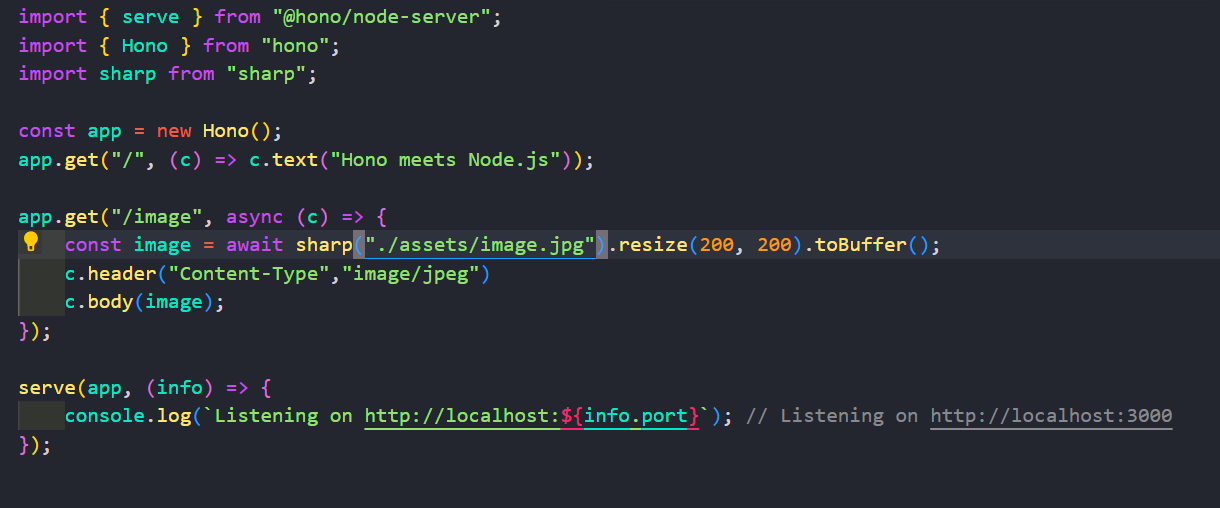 import { serve } from "@hono/node-server";
import { Hono } from "hono";
import sharp from "sharp";
const app = new Hono();
app.get("/", (c) => c.text("Hono meets Node.js"));
app.get("/image", async (c) => {
    const image = await sharp("./assets/image.jpg").resize(200, 200).toBuffer();
    c.header("Content-Type","image/jpeg")
    c.body(image);
});
serve(app, (info) => {
    console.log(`Listening on http://localhost:${info.port}`); // Listening on http://localhost:3000
});